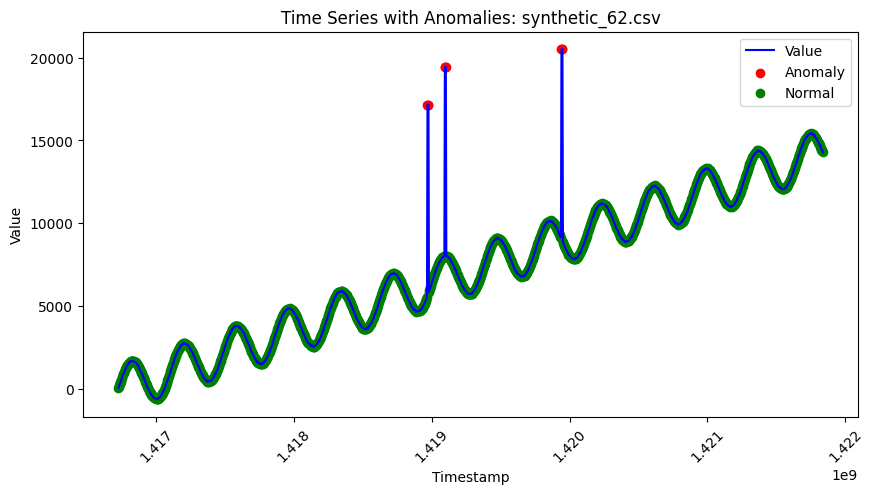 Time Series with Anomalies: synthetic_62.csv
Value
Anomaly
Normal
20000
15000
10000
5000
0
Value
1.417
1.418
1.419
1.420
1.421
1.422
1e9
Timestamp